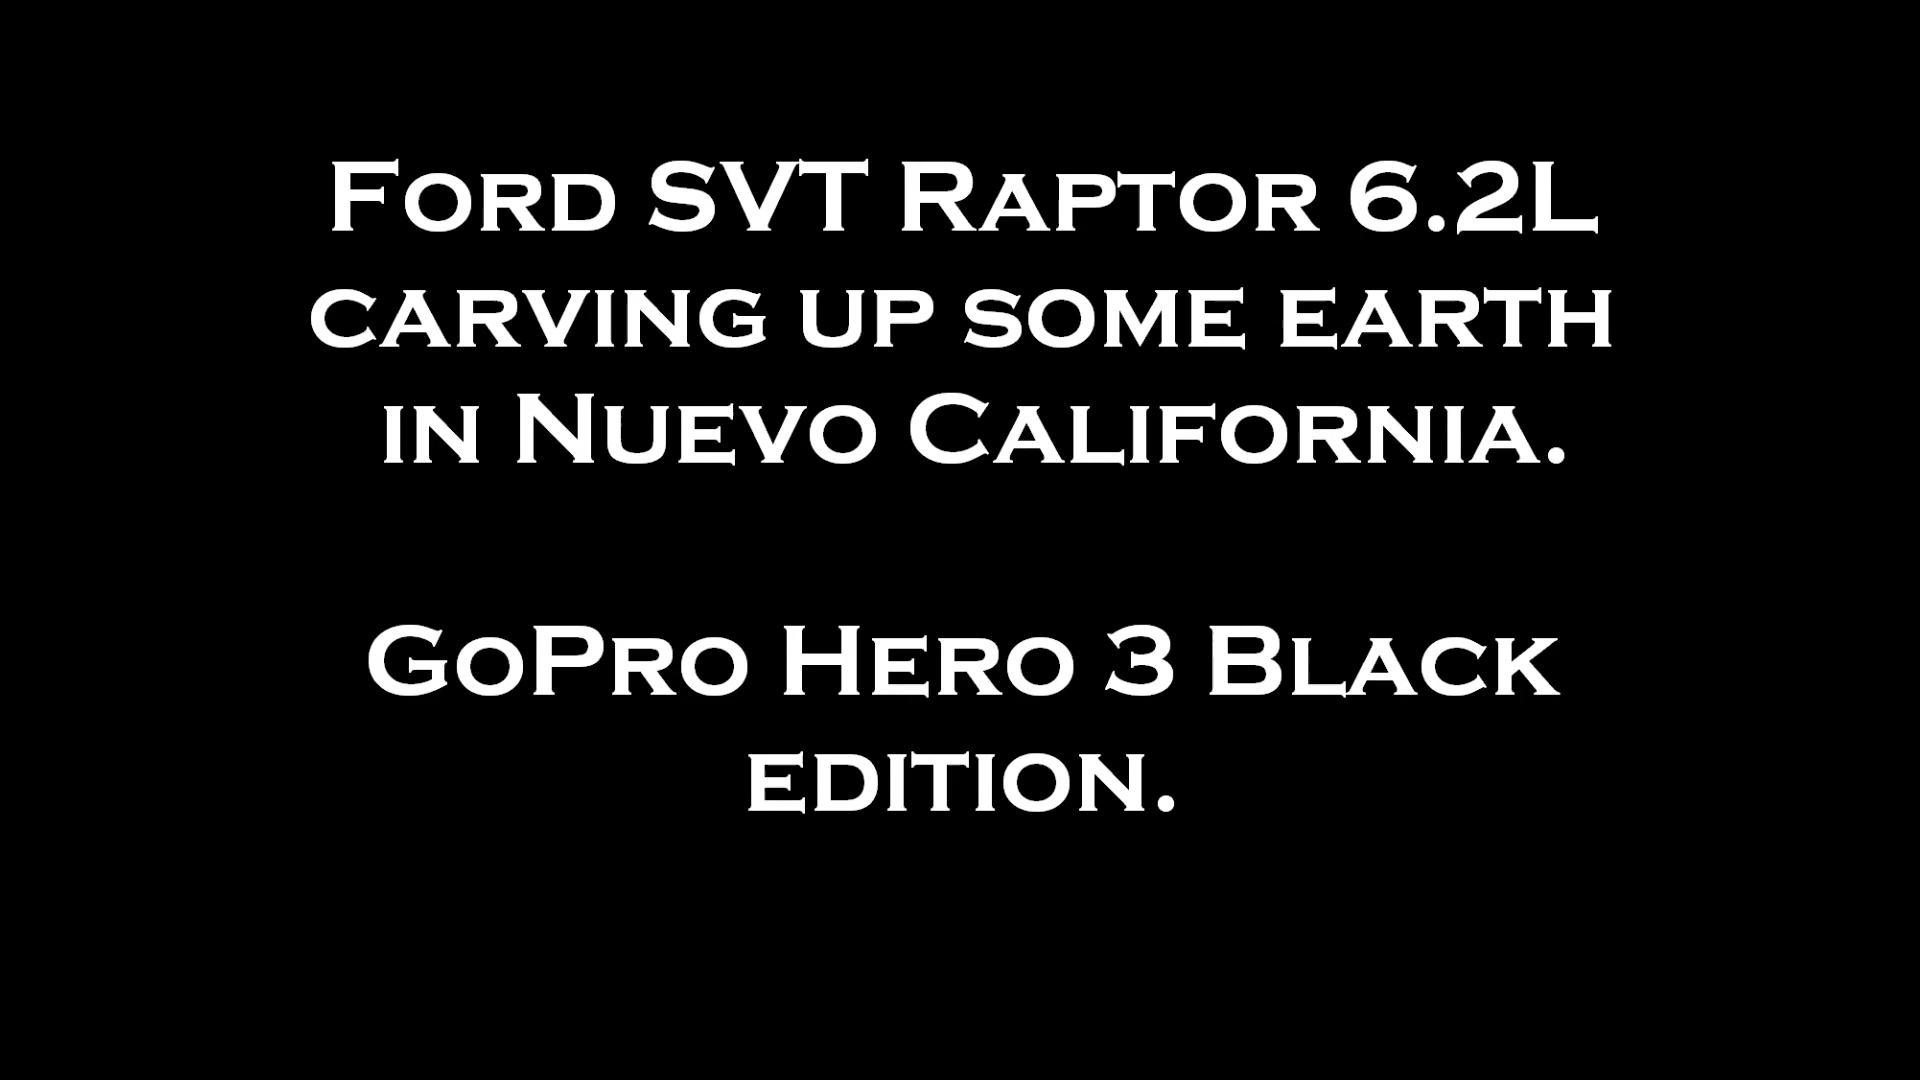 Ford SVT Raptor 6.2L
carving up some earth
in Nuevo California.
GoPro Hero 3 Black
edition.